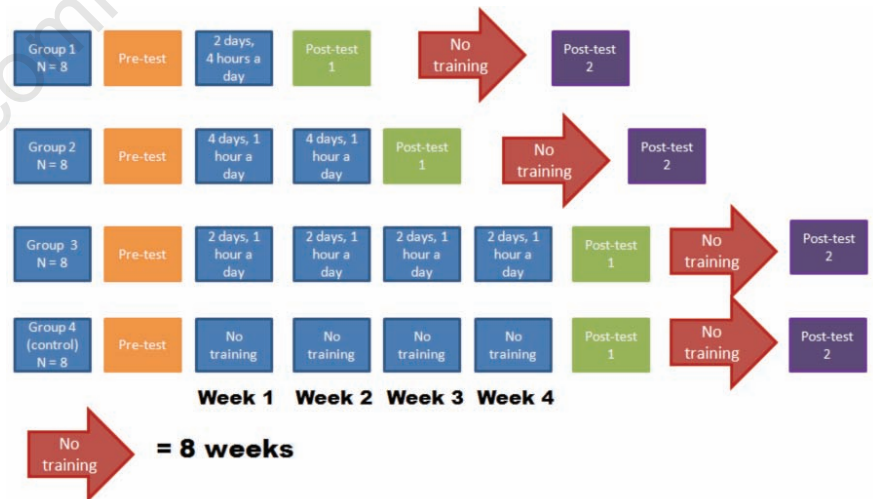 Group 1
N = 8
Pre-test
2 days,
4 hours a
day
Post-test
1
No
training
Post-test
2
Group 2
N = 8
Pre-test
4 days, 1
hour a
day
4 days, 1
hour a
day
Post-test
1
No
training
Post-test
2
Group 3
N = 8
Pre-test
2 days, 1
hour a
day
2 days, 1
hour a
day
2 days, 1
hour a
day
2 days, 1
hour a
day
Post-test
1
No
training
Post-test
2
Group 4
(control)
N = 8
Pre-test
No
training
No
training
No
training
No
training
Post-test
1
No
training
Post-test
2
Week 1 Week 2 Week 3 Week 4
No
training
= 8 weeks